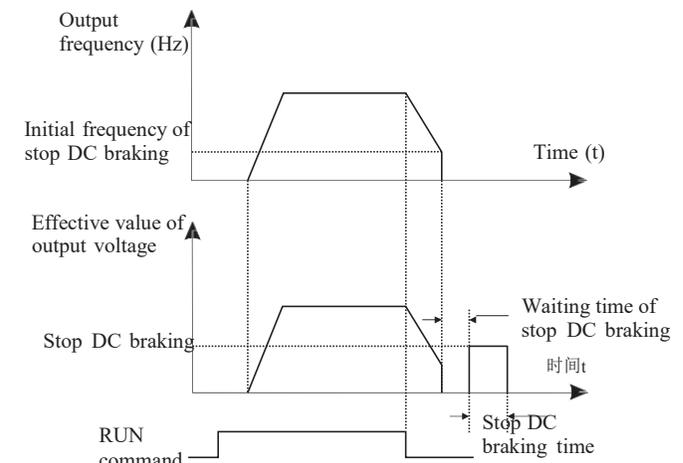 Output
frequency (Hz)
Initial frequency of
stop DC braking
Time (t)
Effective value of
output voltage
Waiting time of
stop DC braking
Stop DC braking
时间t
Stop DC
braking time
RUN
command